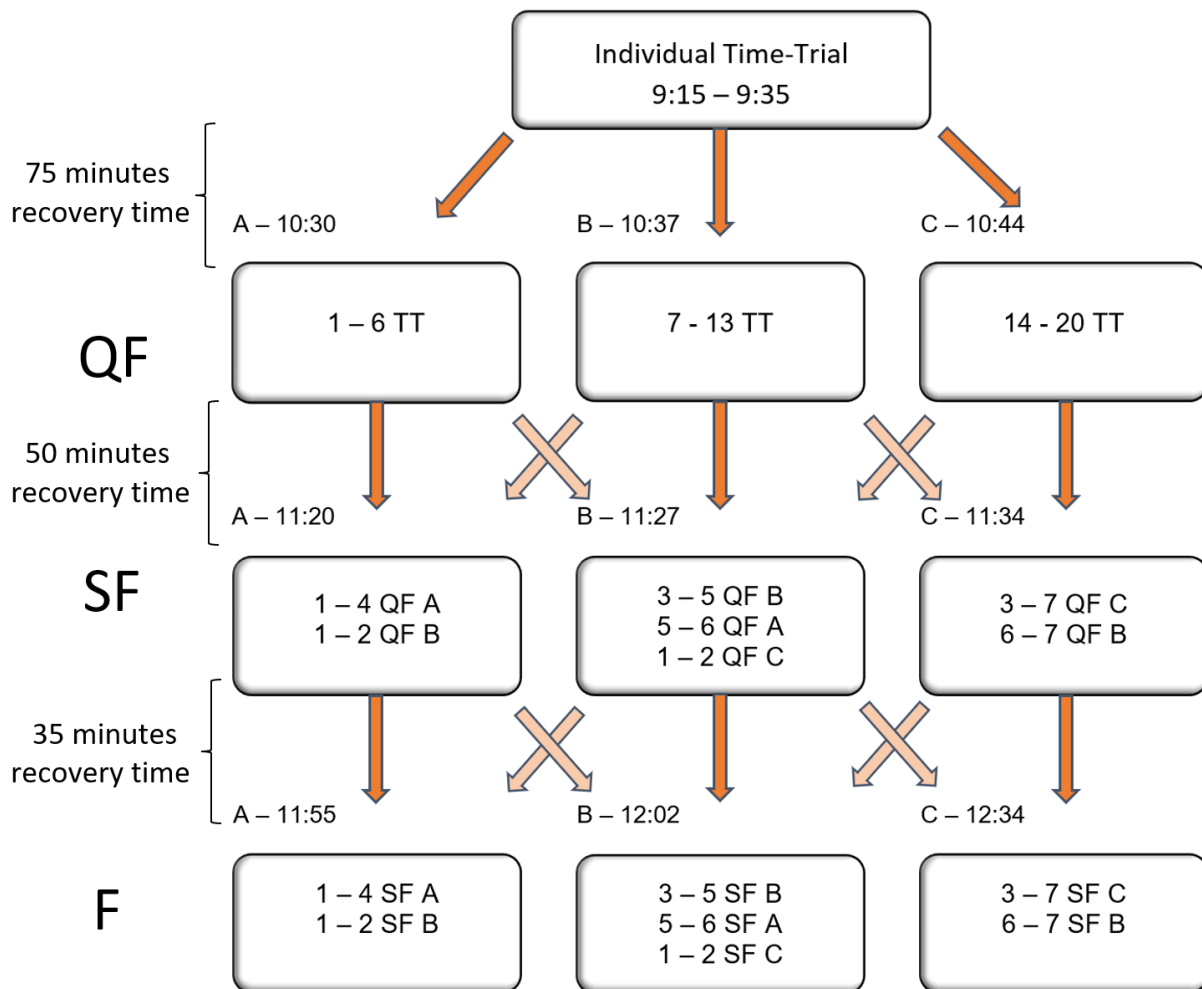 Individual Time-Trial
9:15 – 9:35
75 minutes
recovery time
A – 10:30
B – 10:37
C – 10:44
QF
1 – 6 TT
7 - 13 TT
14 - 20 TT
50 minutes
recovery time
A – 11:20
B – 11:27
C – 11:34
SF
1 – 4 QF A
1 – 2 QF B
3 – 5 QF B
5 – 6 QF A
1 – 2 QF C
3 – 7 QF C
6 – 7 QF B
35 minutes
recovery time
A – 11:55
B – 12:02
C – 12:34
F
1 – 4 SF A
1 – 2 SF B
3 – 5 SF B
5 – 6 SF A
1 – 2 SF C
3 – 7 SF C
6 – 7 SF B